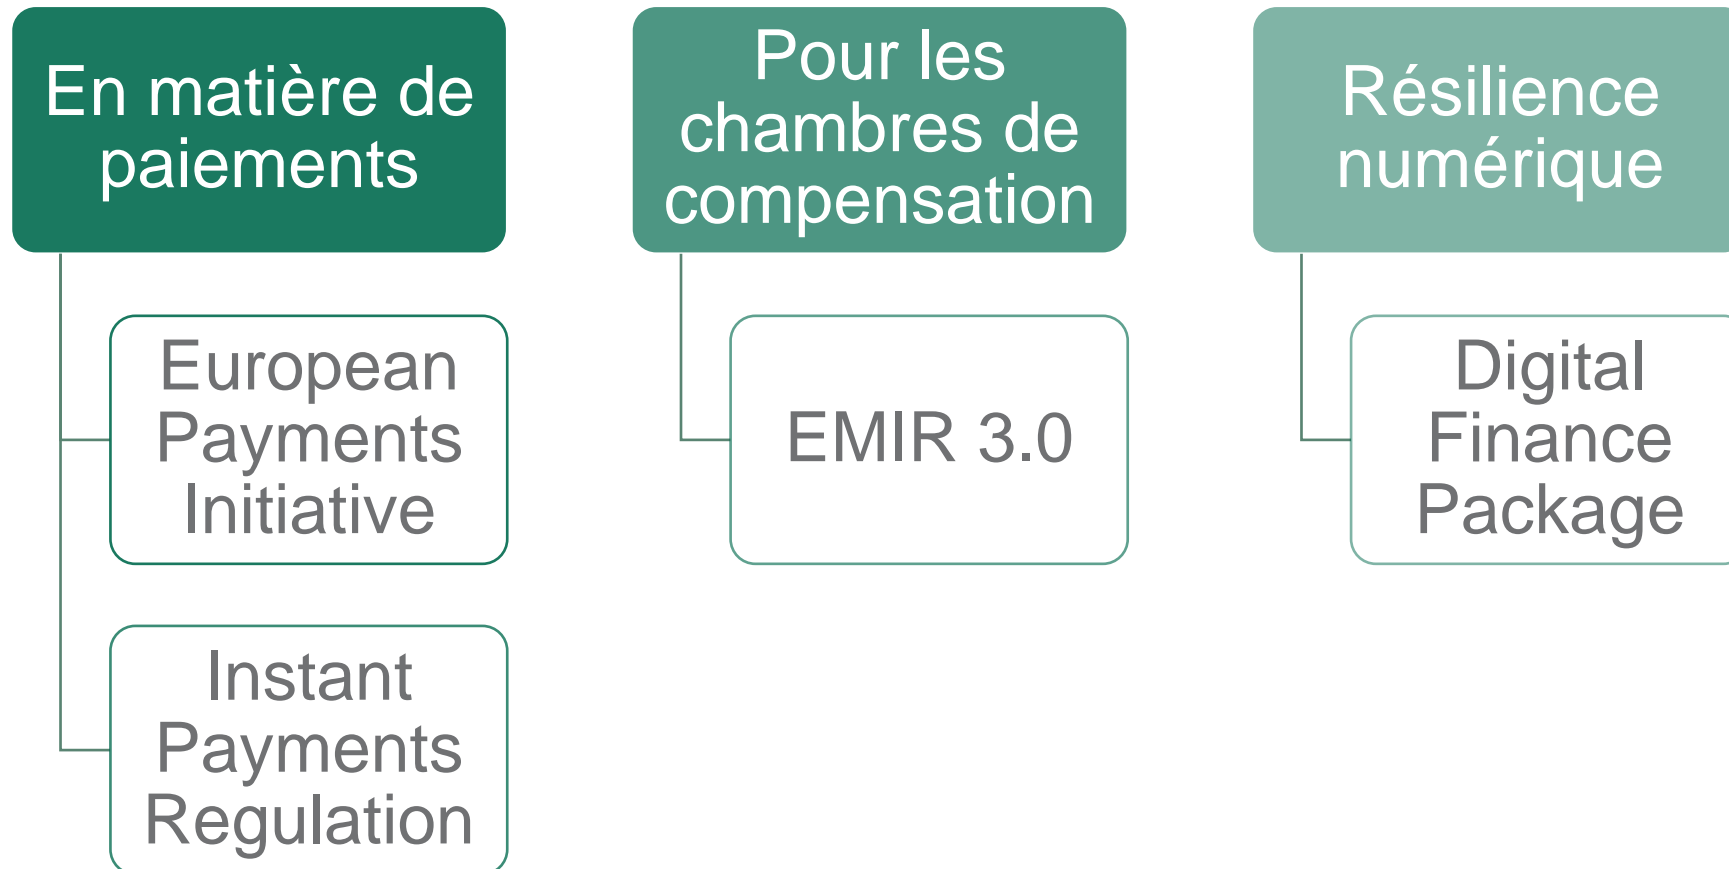 En matière de
paiements
European
Payments
Initiative
Instant
Payments
Regulation
Pour les
chambres de
compensation
EMIR 3.0
Résilience
numérique
Digital
Finance
Package